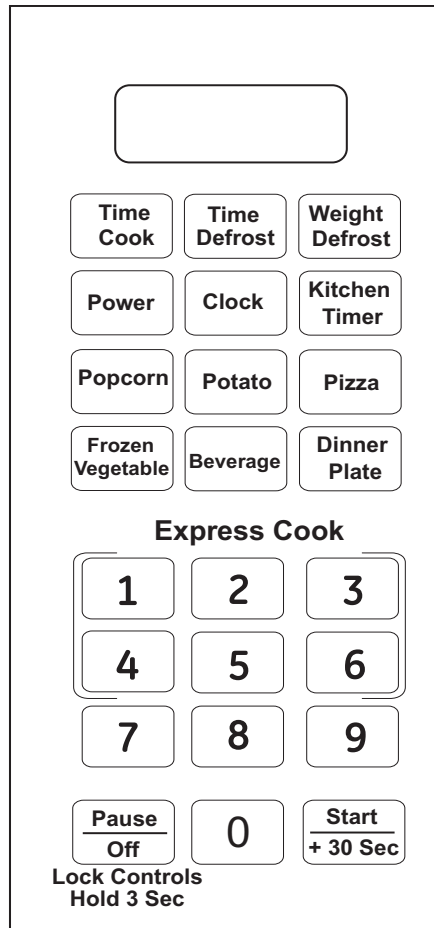 Time Cook
Time Defrost
Weight Defrost
Power
Clock
Kitchen Timer
Popcorn
Potato
Pizza
Frozen Vegetable
Beverage
Dinner Plate
Express Cook
1 2 3
4 5 6
7 8 9
Pause
Off
0
Start
+ 30 Sec
Lock Controls
Hold 3 Sec